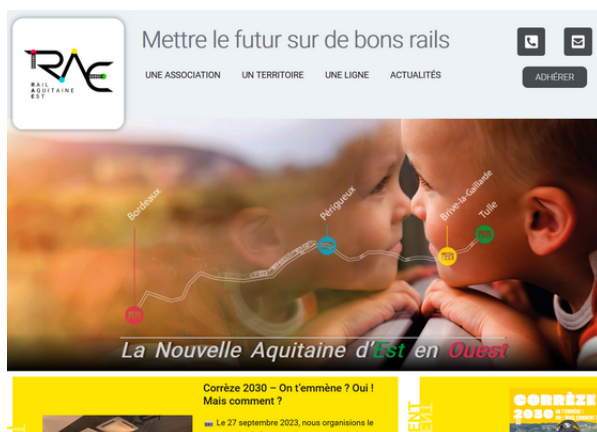 Mettre le futur sur de bons rails
RAE
RAIL
AQUITAINE
EST
UNE ASSOCIATION UN TERRITOIRE UNE LIGNE ACTUALITÉS
ADHÉRER
Bordeaux
Périgueux
Brive-la-Gaillarde
Tulle
La Nouvelle Aquitaine d'Est en Ouest
Corrèze 2030 – On t'emmène ? Oui !
Mais comment ?
Le 27 septembre 2023, nous organisions le
CORRÈZE
2030